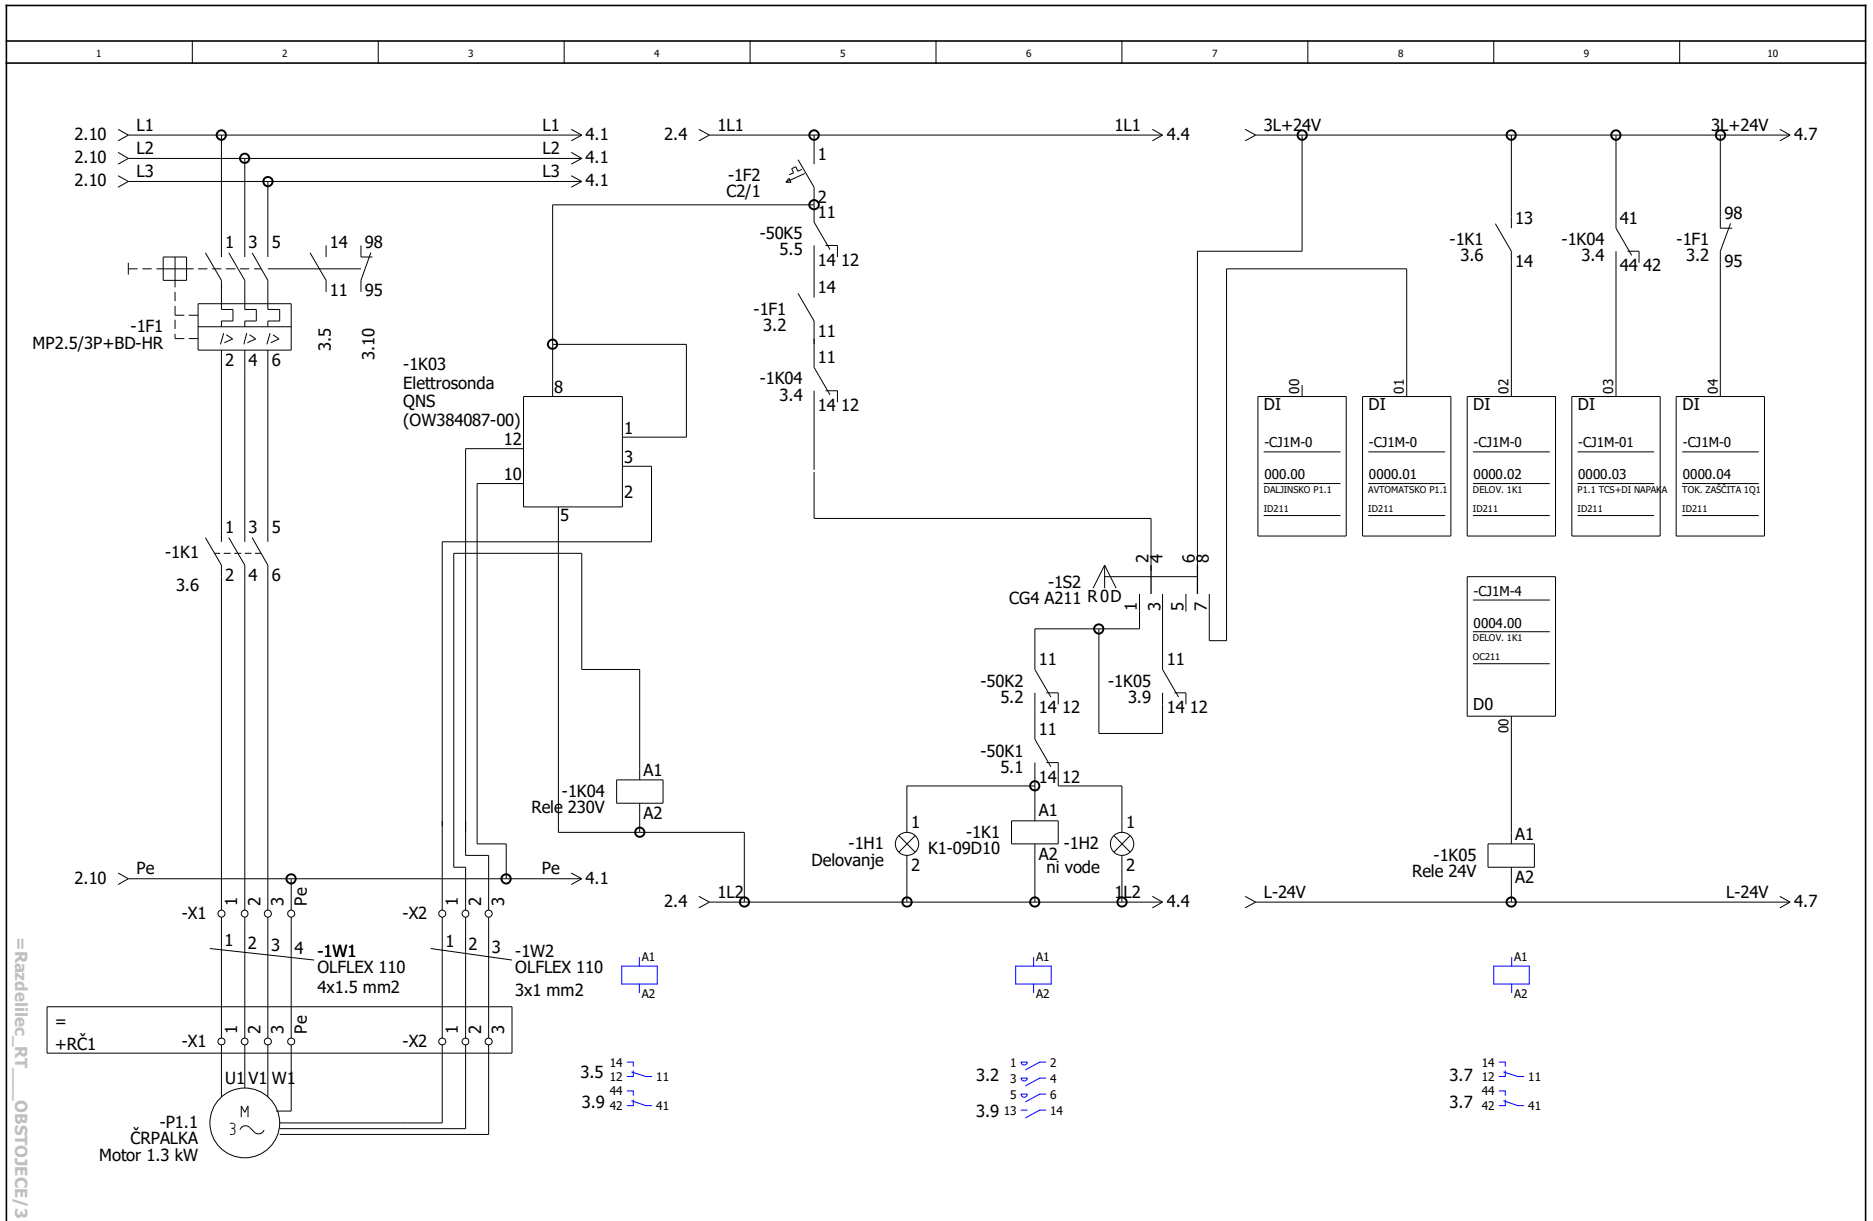 1 2 3 4 5 6 7 8 9 10
2.10 L1 L1 4.1
2.10 L2 L2 4.1
2.10 L3 L3 4.1
2.4 1L1 1L1 4.4
3L+24V 3L+24V 4.7
1 3 5 14 98
11 95
-1F1
MP2.5/3P+BD-HR
2 4 6
3.5 3.10
1 3 5
-1K1
3.6
2 4 6
-1K03
Elettrosonda
QNS
(OW384087-00)
8
12 1
10 3
2
5
1
-1F2
C2/1
2
11
-50K5
5.5
14 12
14
-1F1
3.2
11
11
-1K04
3.4
14 12
2 4 6 8
-1S2
CG4 A211
R 0 D
1 3 5 7
11
-50K2
5.2
14 12
11
-1K05
3.9
14 12
11
-50K1
5.1
14 12
-1K04
Rele 230V
A1
A2
-1H1
Delovanje
1
2
-1K1
K1-09D10
A1
A2
-1H2
ni vode
1
2
13
-1K1
3.6
14
41
-1K04
3.4
44 42
98
-1F1
3.2
95
00 01 02 03 04
DI
-CJ1M-0
000.00
DALJINSKO P1.1
ID211
DI
-CJ1M-0
0000.01
AVTOMATSKO P1.1
ID211
DI
-CJ1M-0
0000.02
DELOV. 1K1
ID211
DI
-CJ1M-01
0000.03
P1.1 TCS+DI NAPAKA
ID211
DI
-CJ1M-0
0000.04
TOK. ZAŠČITA 1Q1
ID211
-CJ1M-4
0004.00
DELOV. 1K1
OC211
D0
00
-1K05
Rele 24V
A1
A2
2.10 Pe Pe 4.1
2.4 1L2 1L2 4.4
L-24V L-24V 4.7
-X1 1 2 3 Pe
-X2 1 2 3
1 2 3 4
-1W1
OLFLEX 110
4x1.5 mm2
1 2 3
-1W2
OLFLEX 110
3x1 mm2
=
+RČ1
-X1 1 2 3 Pe
-X2 1 2 3
U1 V1 W1
M
3
-P1.1
ČRPALKA
Motor 1.3 kW
A1
A2
A1
A2
A1
A2
3.5 14 12 11
3.9 44 42 41
3.2 1 2
3 4
5 6
3.9 13 14
3.7 14 12 11
3.7 44 42 41
=Razdelilec_RT___OBSTOJECE/3